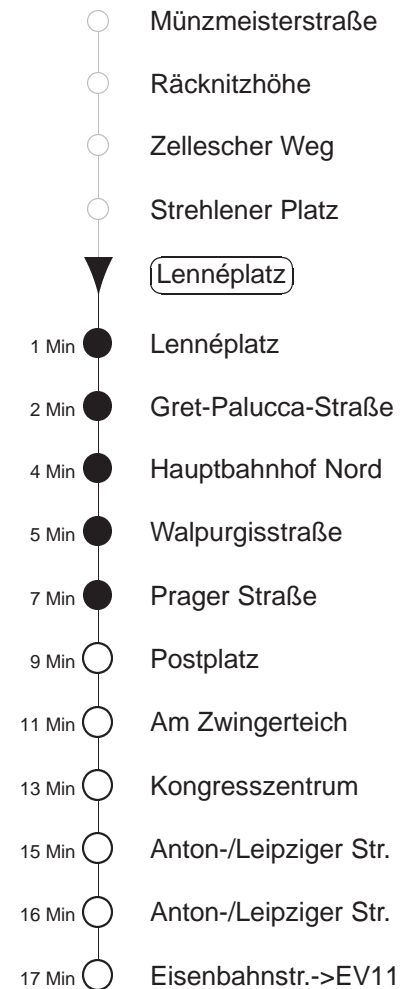 Münzmeisterstraße
Räcknitzhöhe
Zellescher Weg
Strehlener Platz
Lennéplatz
1 Min Lennéplatz
2 Min Gret-Palucca-Straße
4 Min Hauptbahnhof Nord
5 Min Walpurgisstraße
7 Min Prager Straße
9 Min Postplatz
11 Min Am Zwingerteich
13 Min Kongresszentrum
15 Min Anton-/Leipziger Str.
16 Min Anton-/Leipziger Str.
17 Min Eisenbahnstr.->EV11